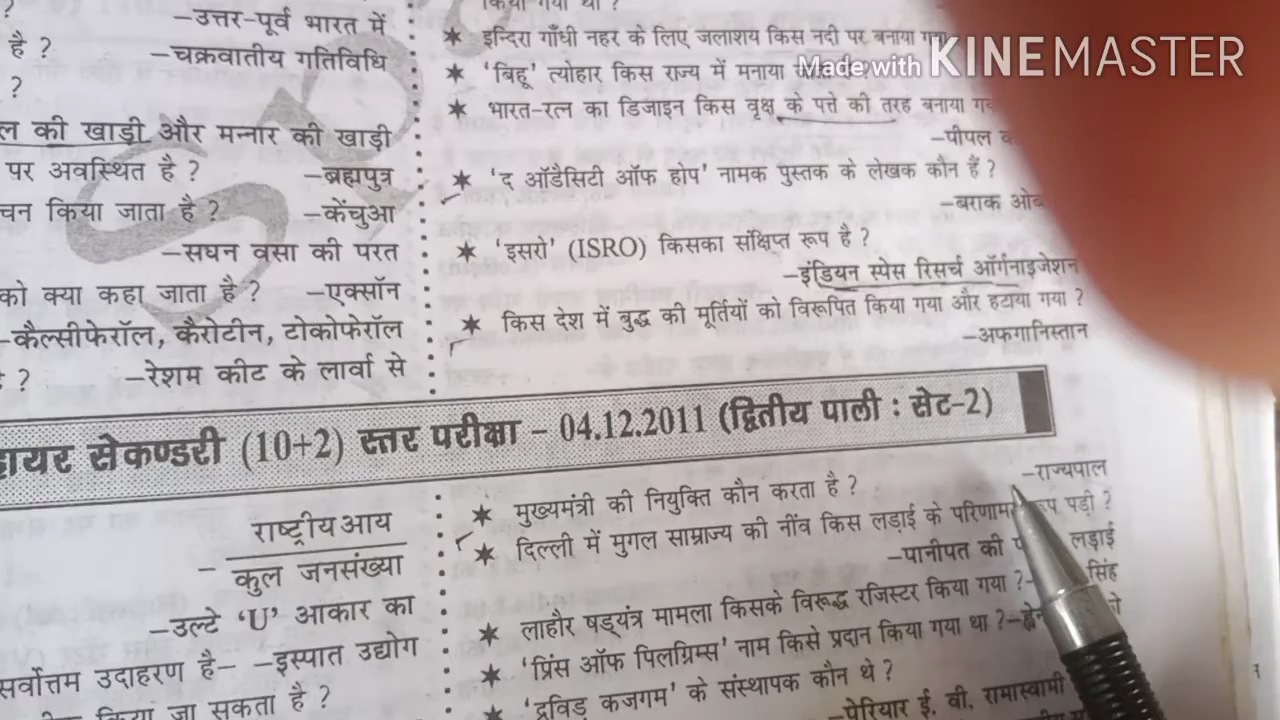 ?
–उत्तर-पूर्व भारत में
है ?
–चक्रवातीय गतिविधि
?
ल की खाड़ी और मन्नार की खाड़ी
पर अवस्थित है ? –ब्रह्मपुत्र
चन किया जाता है ? –केंचुआ
–सघन वसा की परत
को क्या कहा जाता है ? –एक्सॉन
–कैल्सीफेरॉल, कैरोटीन, टोकोफेरॉल
? –रेशम कीट के लार्वा से
किया गया था ?
★ इन्दिरा गाँधी नहर के लिए जलाशय किस नदी पर बनाया
★ ‘बिहू’ त्योहार किस राज्य में मनाया
Made with KINEMASTER
★ भारत-रत्न का डिजाइन किस वृक्ष के पत्ते की तरह बनाया
–पीपल
★ ‘द ऑडैसिटी ऑफ होप’ नामक पुस्तक के लेखक कौन हैं ?
–बराक
★ ‘इसरो’ (ISRO) किसका संक्षिप्त रूप है ?
–इंडियन स्पेस रिसर्च ऑर्गनाइजेशन
★ किस देश में बुद्ध की मूर्तियों को विरूपित किया गया और हटाया गया ?
–अफगानिस्तान
हायर सेकण्डरी (10+2) स्तर परीक्षा – 04.12.2011 (द्वितीय पाली : सेट-2)
– राष्ट्रीय आय
कुल जनसंख्या
–उल्टे ‘U’ आकार का
सर्वोत्तम उदाहरण है– –इस्पात उद्योग
किया जा सकता है ?
★ मुख्यमंत्री की नियुक्ति कौन करता है ? –राज्यपाल
★ दिल्ली में मुगल साम्राज्य की नींव किस लड़ाई के पड़ी ?
–पानीपत की लड़ाई
★ लाहौर षड्यंत्र मामला किसके विरूद्ध रजिस्टर किया गया ?– सिंह
★ ‘प्रिंस ऑफ पिलग्रिम्स’ नाम किसे प्रदान किया गया था ?–
★ ‘द्रविड़ कजगम’ के संस्थापक कौन थे ?
–पेरियार ई. वी. रामास्वामी